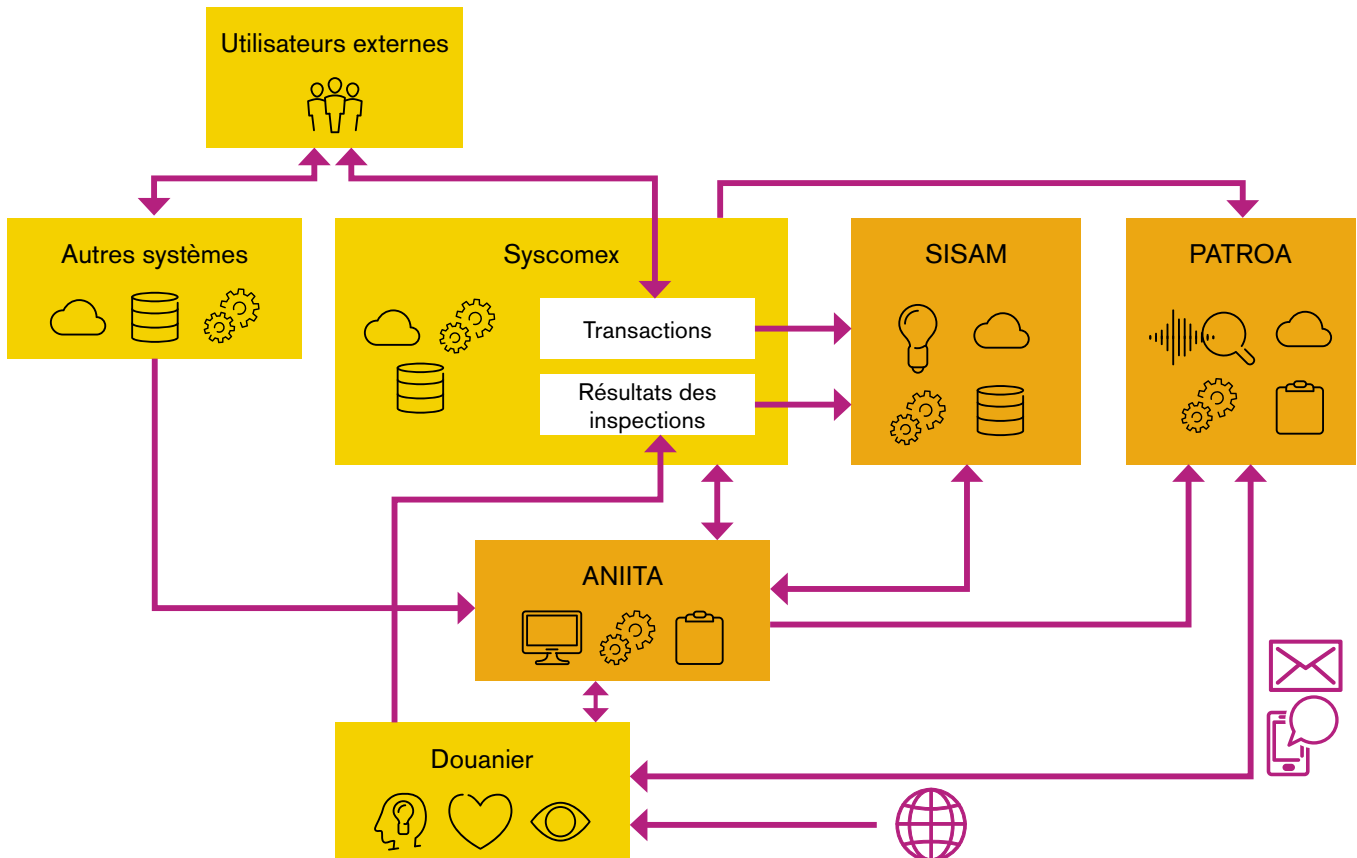 Utilisateurs externes
Autres systèmes
Syscomex
SISAM
PATROA
Transactions
Résultats des
inspections
ANIITA
Douanier